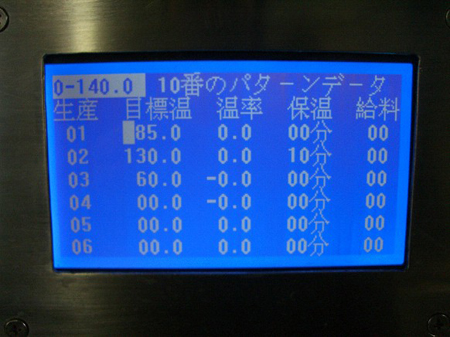 0-140.0 10番のパターンデータ
生産 目標温 温率 保温 給料
01 85.0 0.0 00分 00
02 130.0 0.0 10分 00
03 60.0 -0.0 00分 00
04 00.0 -0.0 00分 00
05 00.0 0.0 00分 00
06 00.0 0.0 00分 00